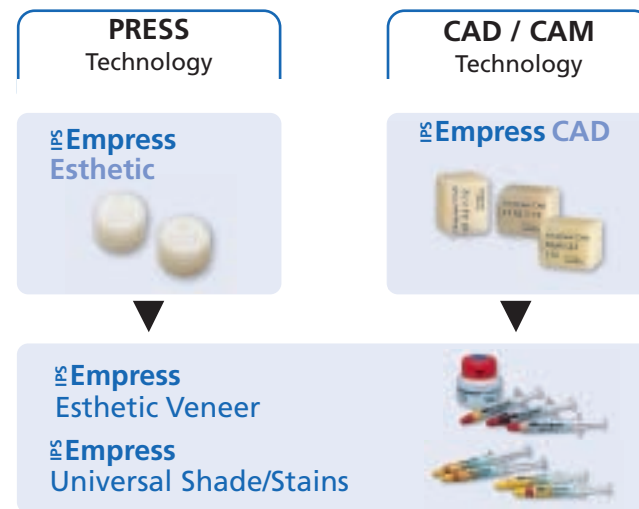 PRESS
Technology
CAD / CAM
Technology
IPS Empress
Esthetic
IPS Empress CAD
IPS Empress
Esthetic Veneer
IPS Empress
Universal Shade/Stains